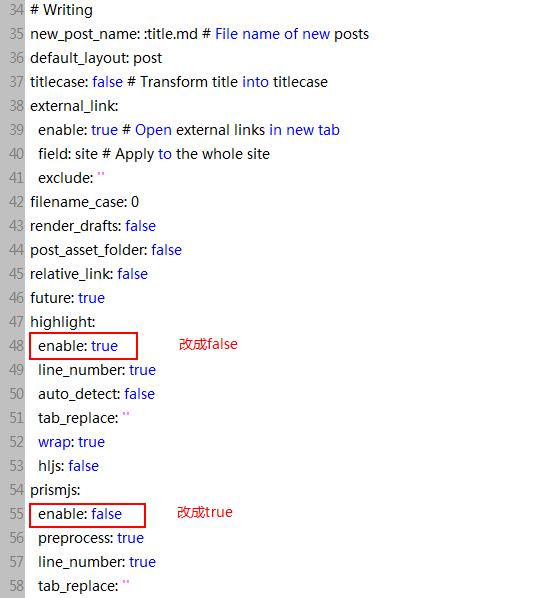 34 # Writing
35 new_post_name: :title.md # File name of new posts
36 default_layout: post
37 titlecase: false # Transform title into titlecase
38 external_link:
39   enable: true # Open external links in new tab
40   field: site # Apply to the whole site
41   exclude: ''
42 filename_case: 0
43 render_drafts: false
44 post_asset_folder: false
45 relative_link: false
46 future: true
47 highlight:
48   enable: true 改成false
49   line_number: true
50   auto_detect: false
51   tab_replace: ''
52   wrap: true
53   hljs: false
54 prismjs:
55   enable: false 改成true
56   preprocess: true
57   line_number: true
58   tab_replace: ''